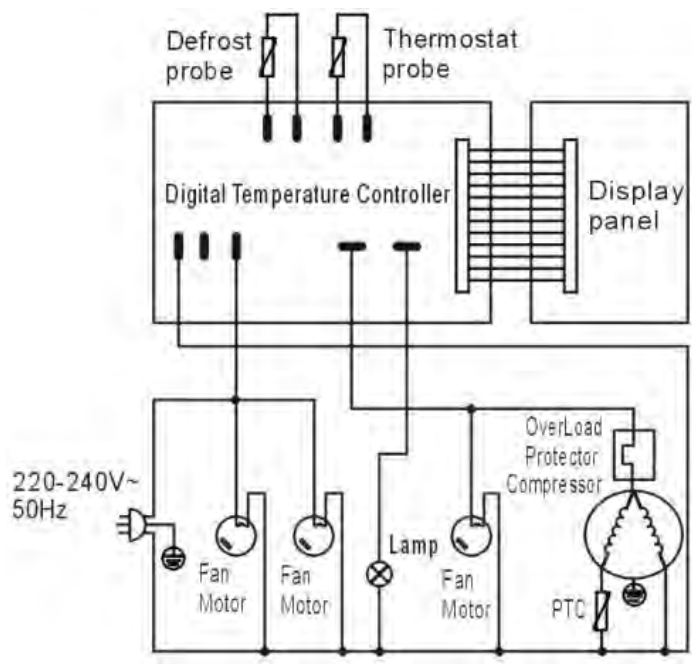 Defrost
probe
Thermostat
probe
Digital Temperature Controller
Display
panel
OverLoad
Protector
Compressor
220-240V~
50Hz
Fan
Motor
Fan
Motor
Lamp
Fan
Motor
PTC